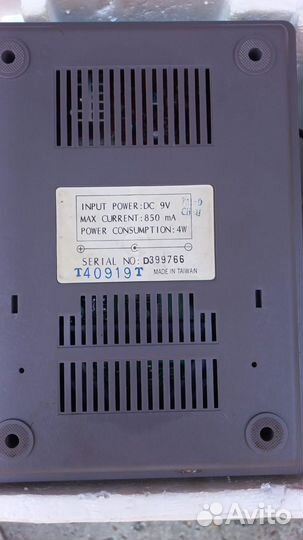 INPUT POWER:DC 9V
MAX CURRENT:850 mA
POWER CONSUMPTION:4W
+ −
SERIAL NO: D399766
T40919T MADE IN TAIWAN
Avito